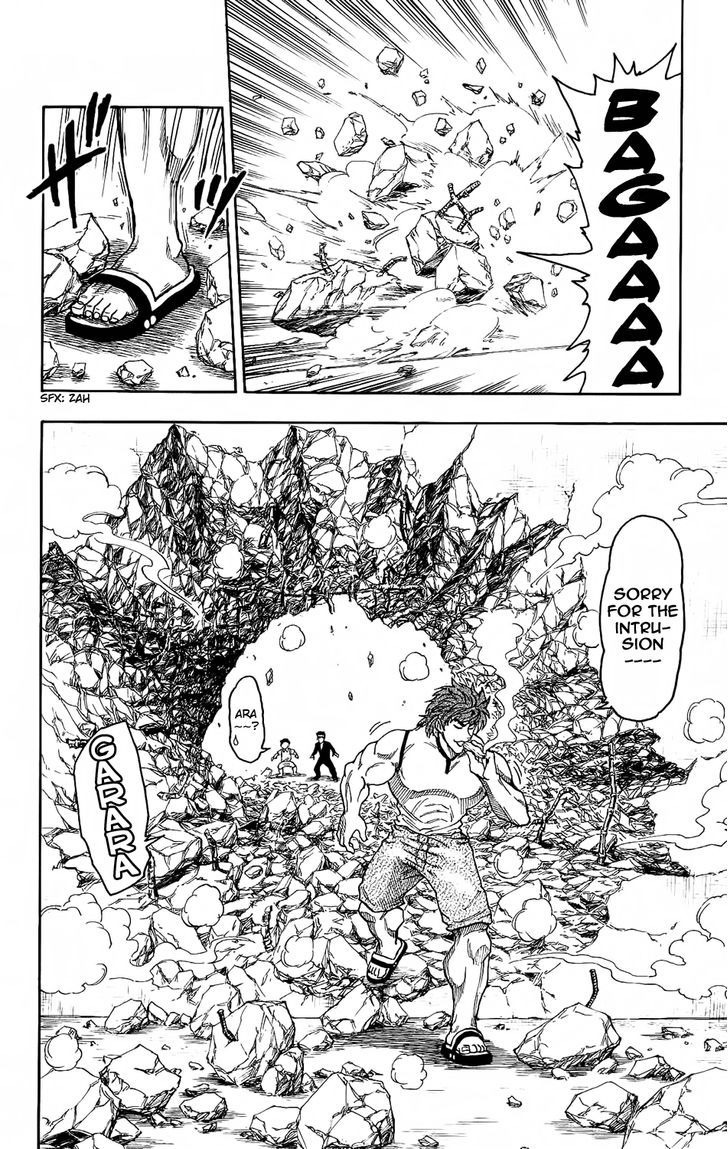 BAGAAAA
SFX: ZAH
SORRY
FOR THE
INTRU-
SION
~~~~
ARA
~~?
GARARA